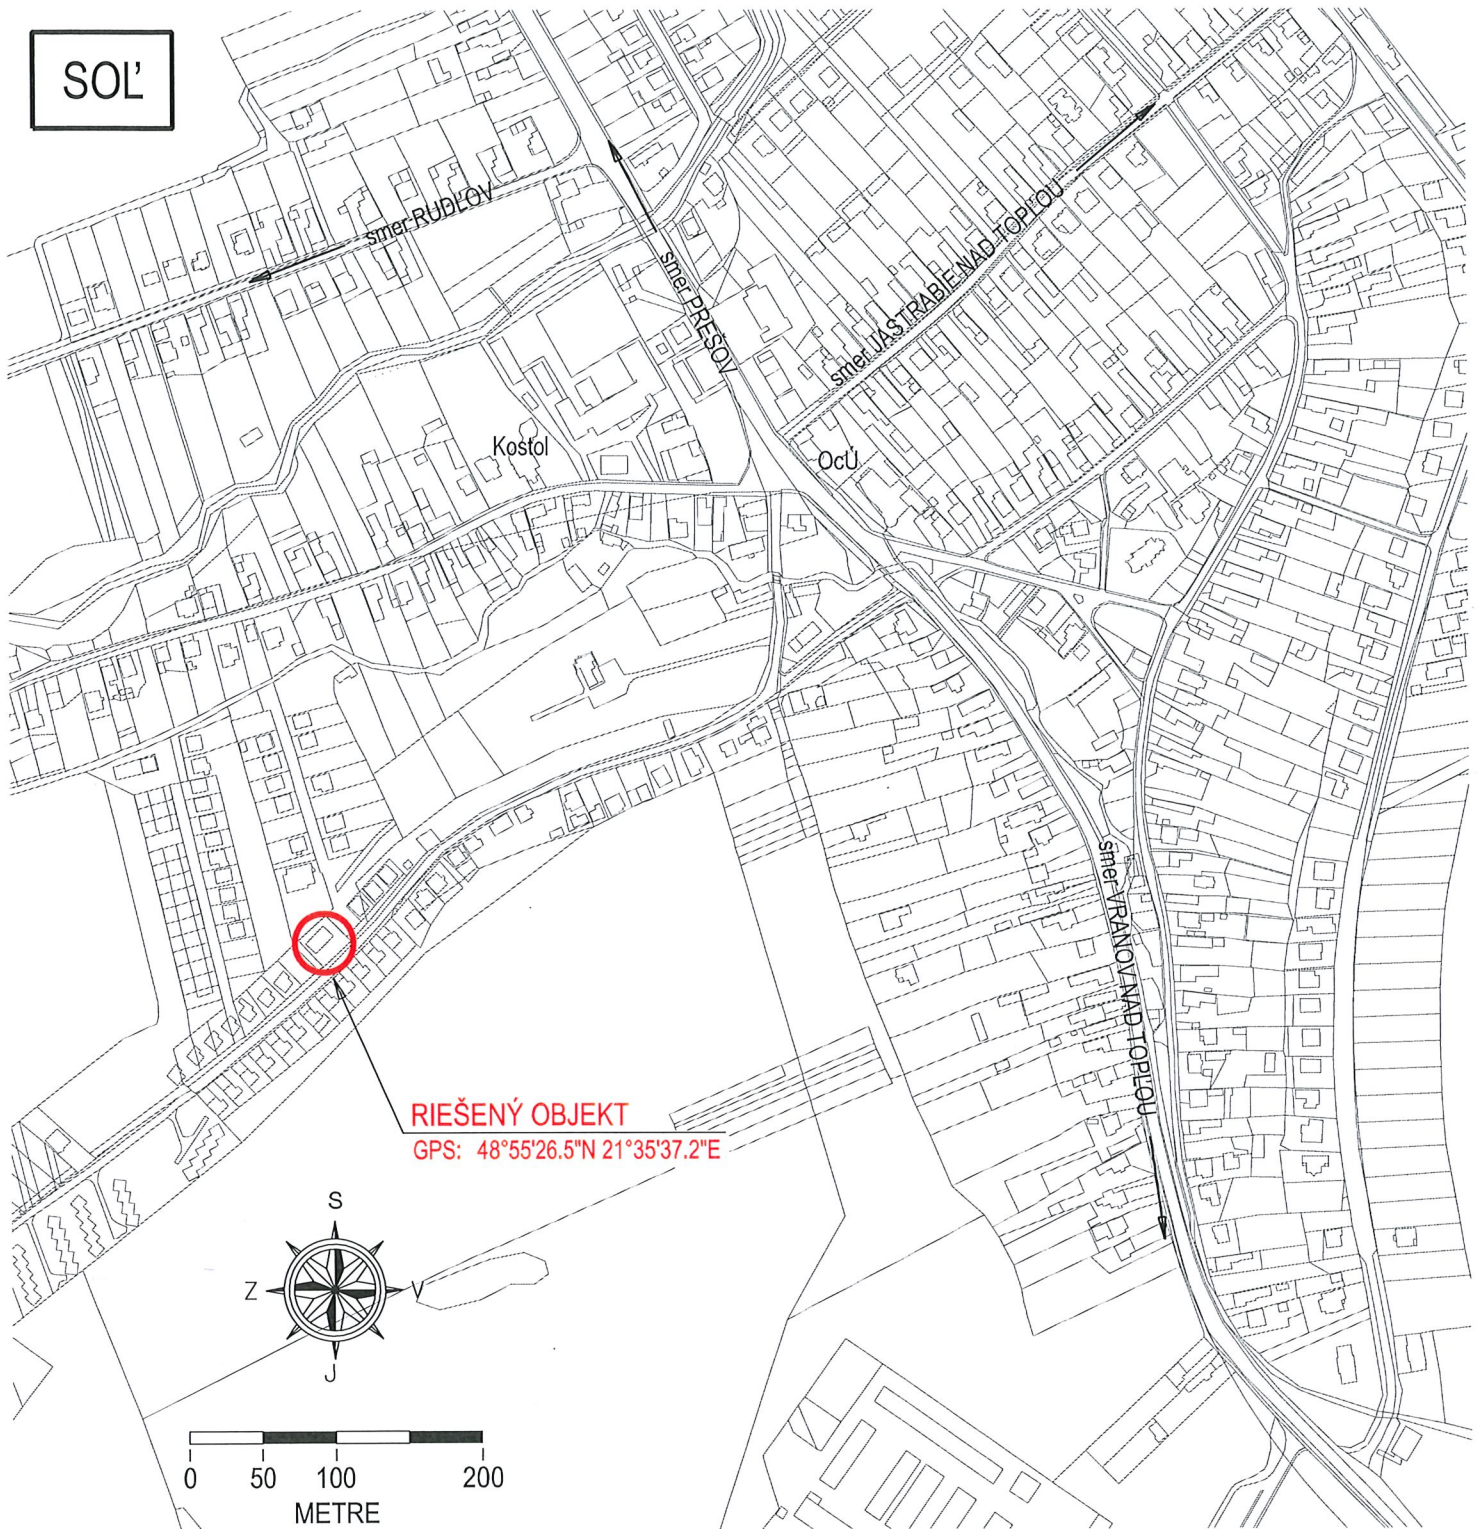 SOĽ
smer RUDĽOV
smer PREŠOV
smer JASTRABIE NAD TOPĽOU
Kostol
OcÚ
smer VRANOV NAD TOPĽOU
RIEŠENÝ OBJEKT
GPS: 48°55'26.5"N 21°35'37.2"E
S
Z
V
J
0 50 100 200
METRE